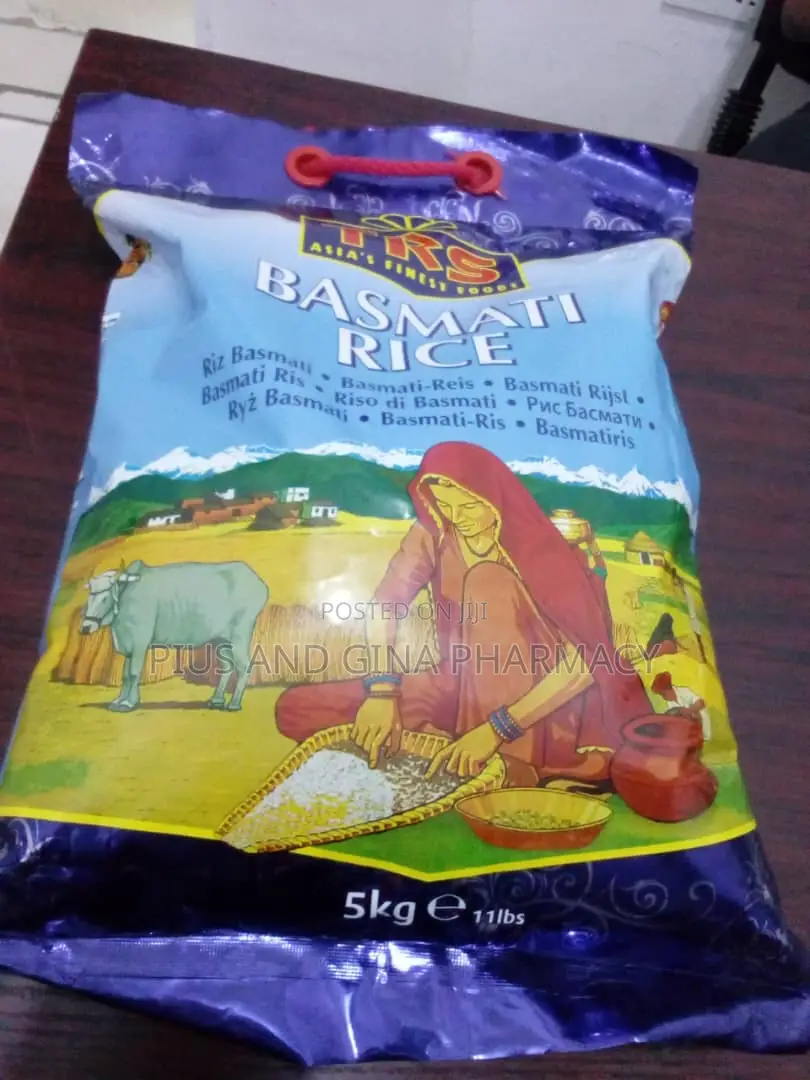 TRS
ASIA'S FINEST FOODS
BASMATI
RICE
Riz Basmati • Basmati-Reis • Basmati Rijst •
Basmati Ris • Riso di Basmati • Рис Басмати •
Ryż Basmati • Basmati-Ris • Basmatiris
POSTED ON JIJI
PIUS AND GINA PHARMACY
5kg ℮ 11lbs